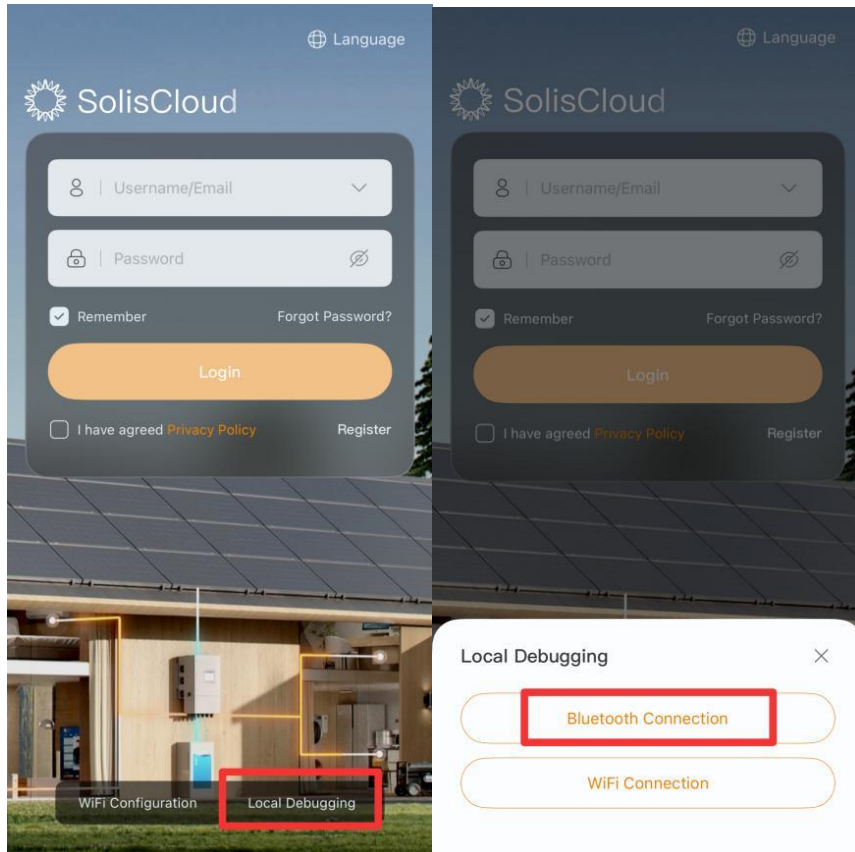 Language
SolisCloud
Username/Email
Password
Remember Forgot Password?
Login
I have agreed Privacy Policy Register
WiFi Configuration Local Debugging
Language
SolisCloud
Username/Email
Password
Remember Forgot Password?
Login
I have agreed Privacy Policy Register
Local Debugging
Bluetooth Connection
WiFi Connection